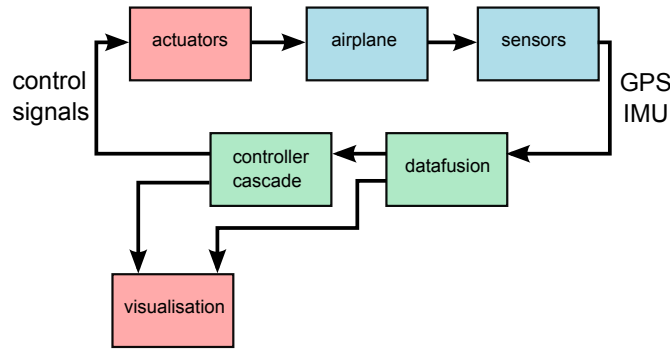 actuators
airplane
sensors
control
signals
GPS
IMU
controller
cascade
datafusion
visualisation